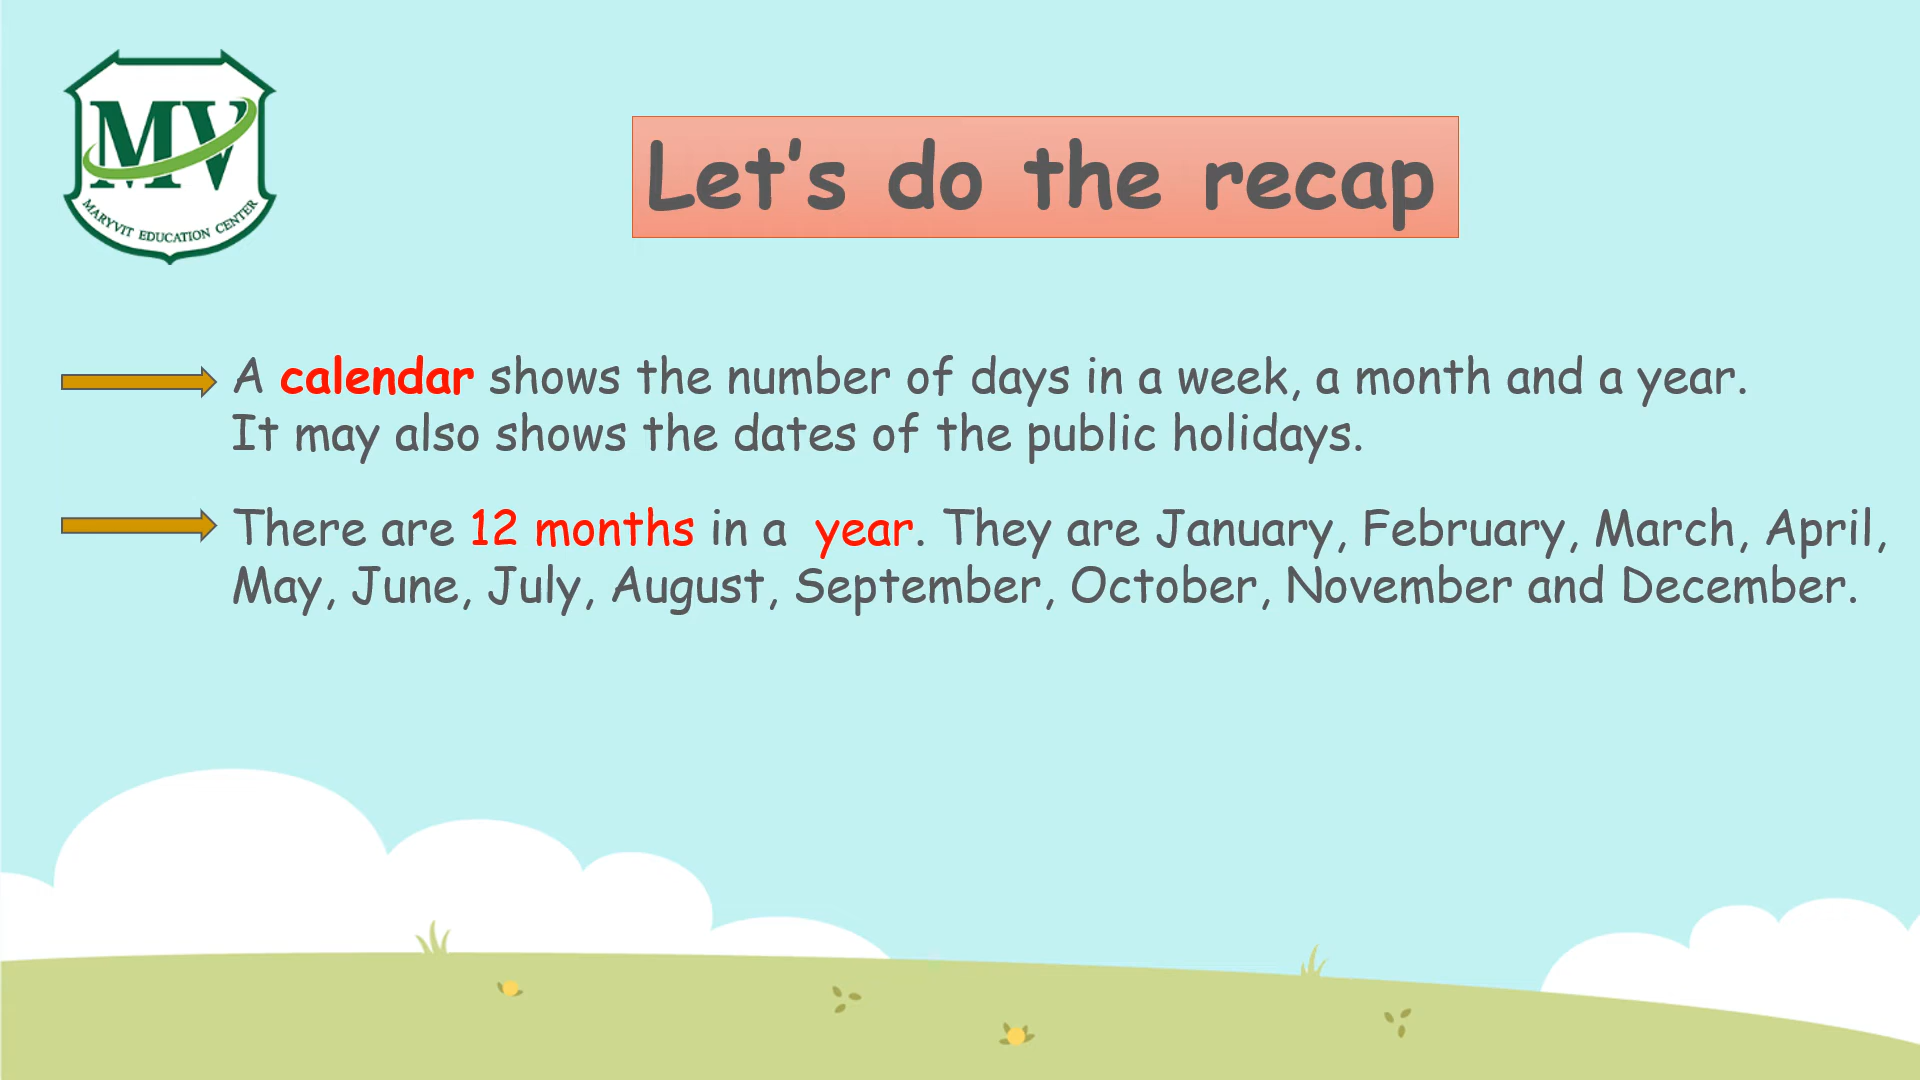 MV
MARYVIT EDUCATION CENTER
Let's do the recap
A calendar shows the number of days in a week, a month and a year.
It may also shows the dates of the public holidays.
There are 12 months in a  year. They are January, February, March, April,
May, June, July, August, September, October, November and December.